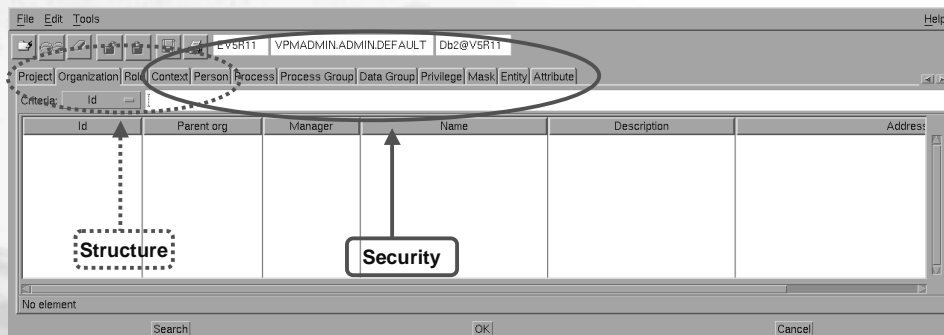 File Edit Tools Help
EV5R11 VPMADMIN.ADMIN.DEFAULT Db2@V5R11
Project Organization Role Context Person Process Process Group Data Group Privilege Mask Entity Attribute
Criteria: Id
Id Parent org Manager Name Description Address
Structure
Security
No element
Search OK Cancel